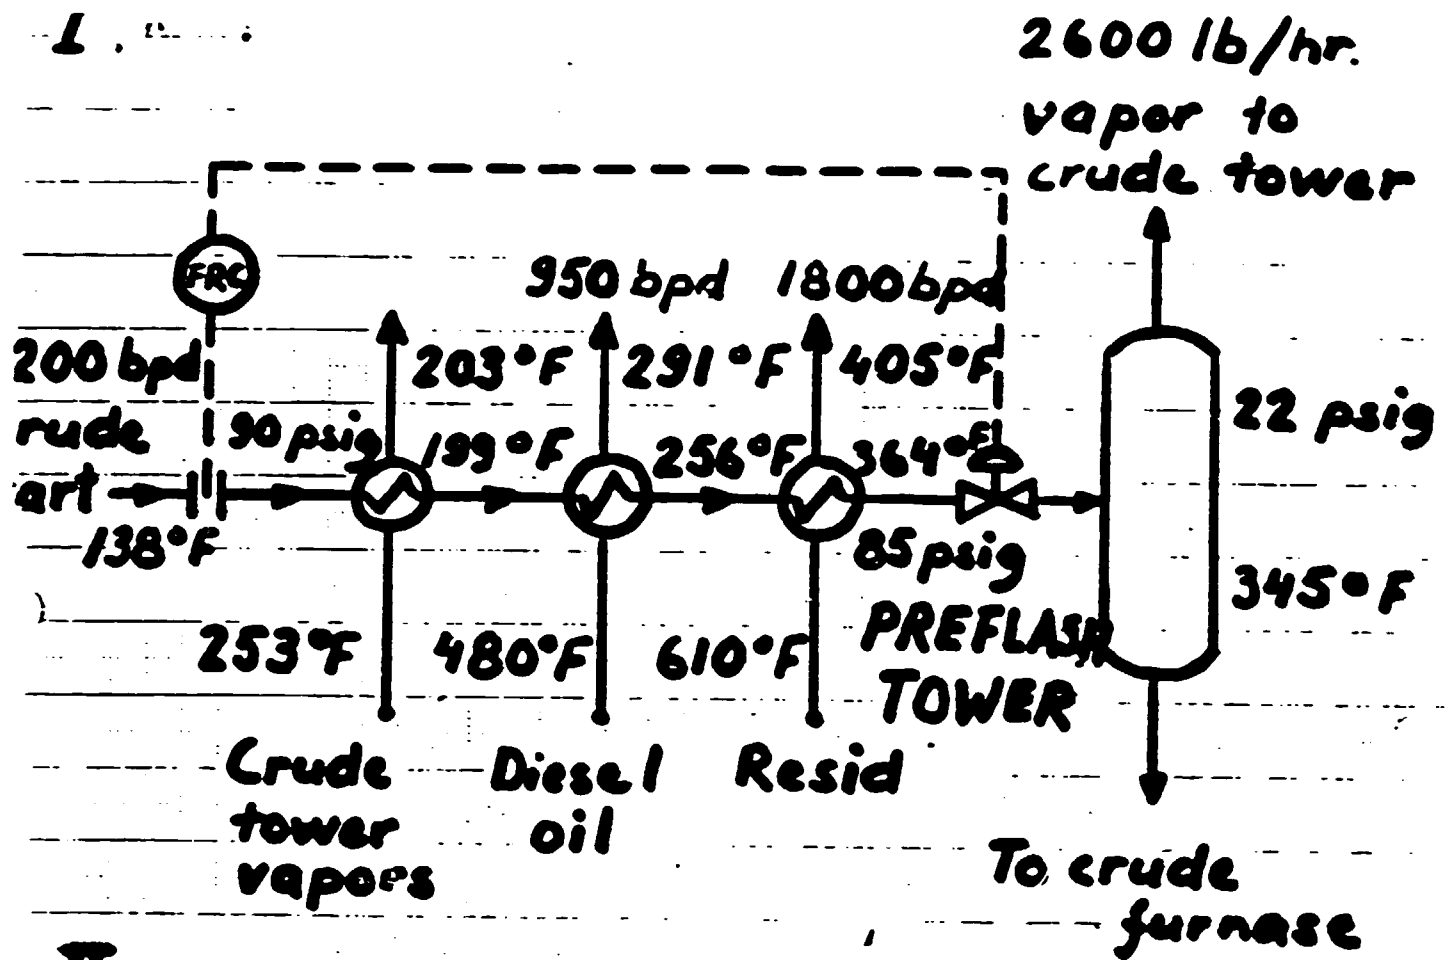 1.
2600 lb/hr.
vapor to
crude tower
FRC
950 bpd
1800 bpd
200 bpd
203°F
291°F
405°F
22 psig
rude
90 psig
199°F
256°F
364°F
art
138°F
85 psig
345°F
253°F
480°F
610°F
PREFLASH
TOWER
Crude
tower
vapors
Diesel
oil
Resid
To crude
furnase